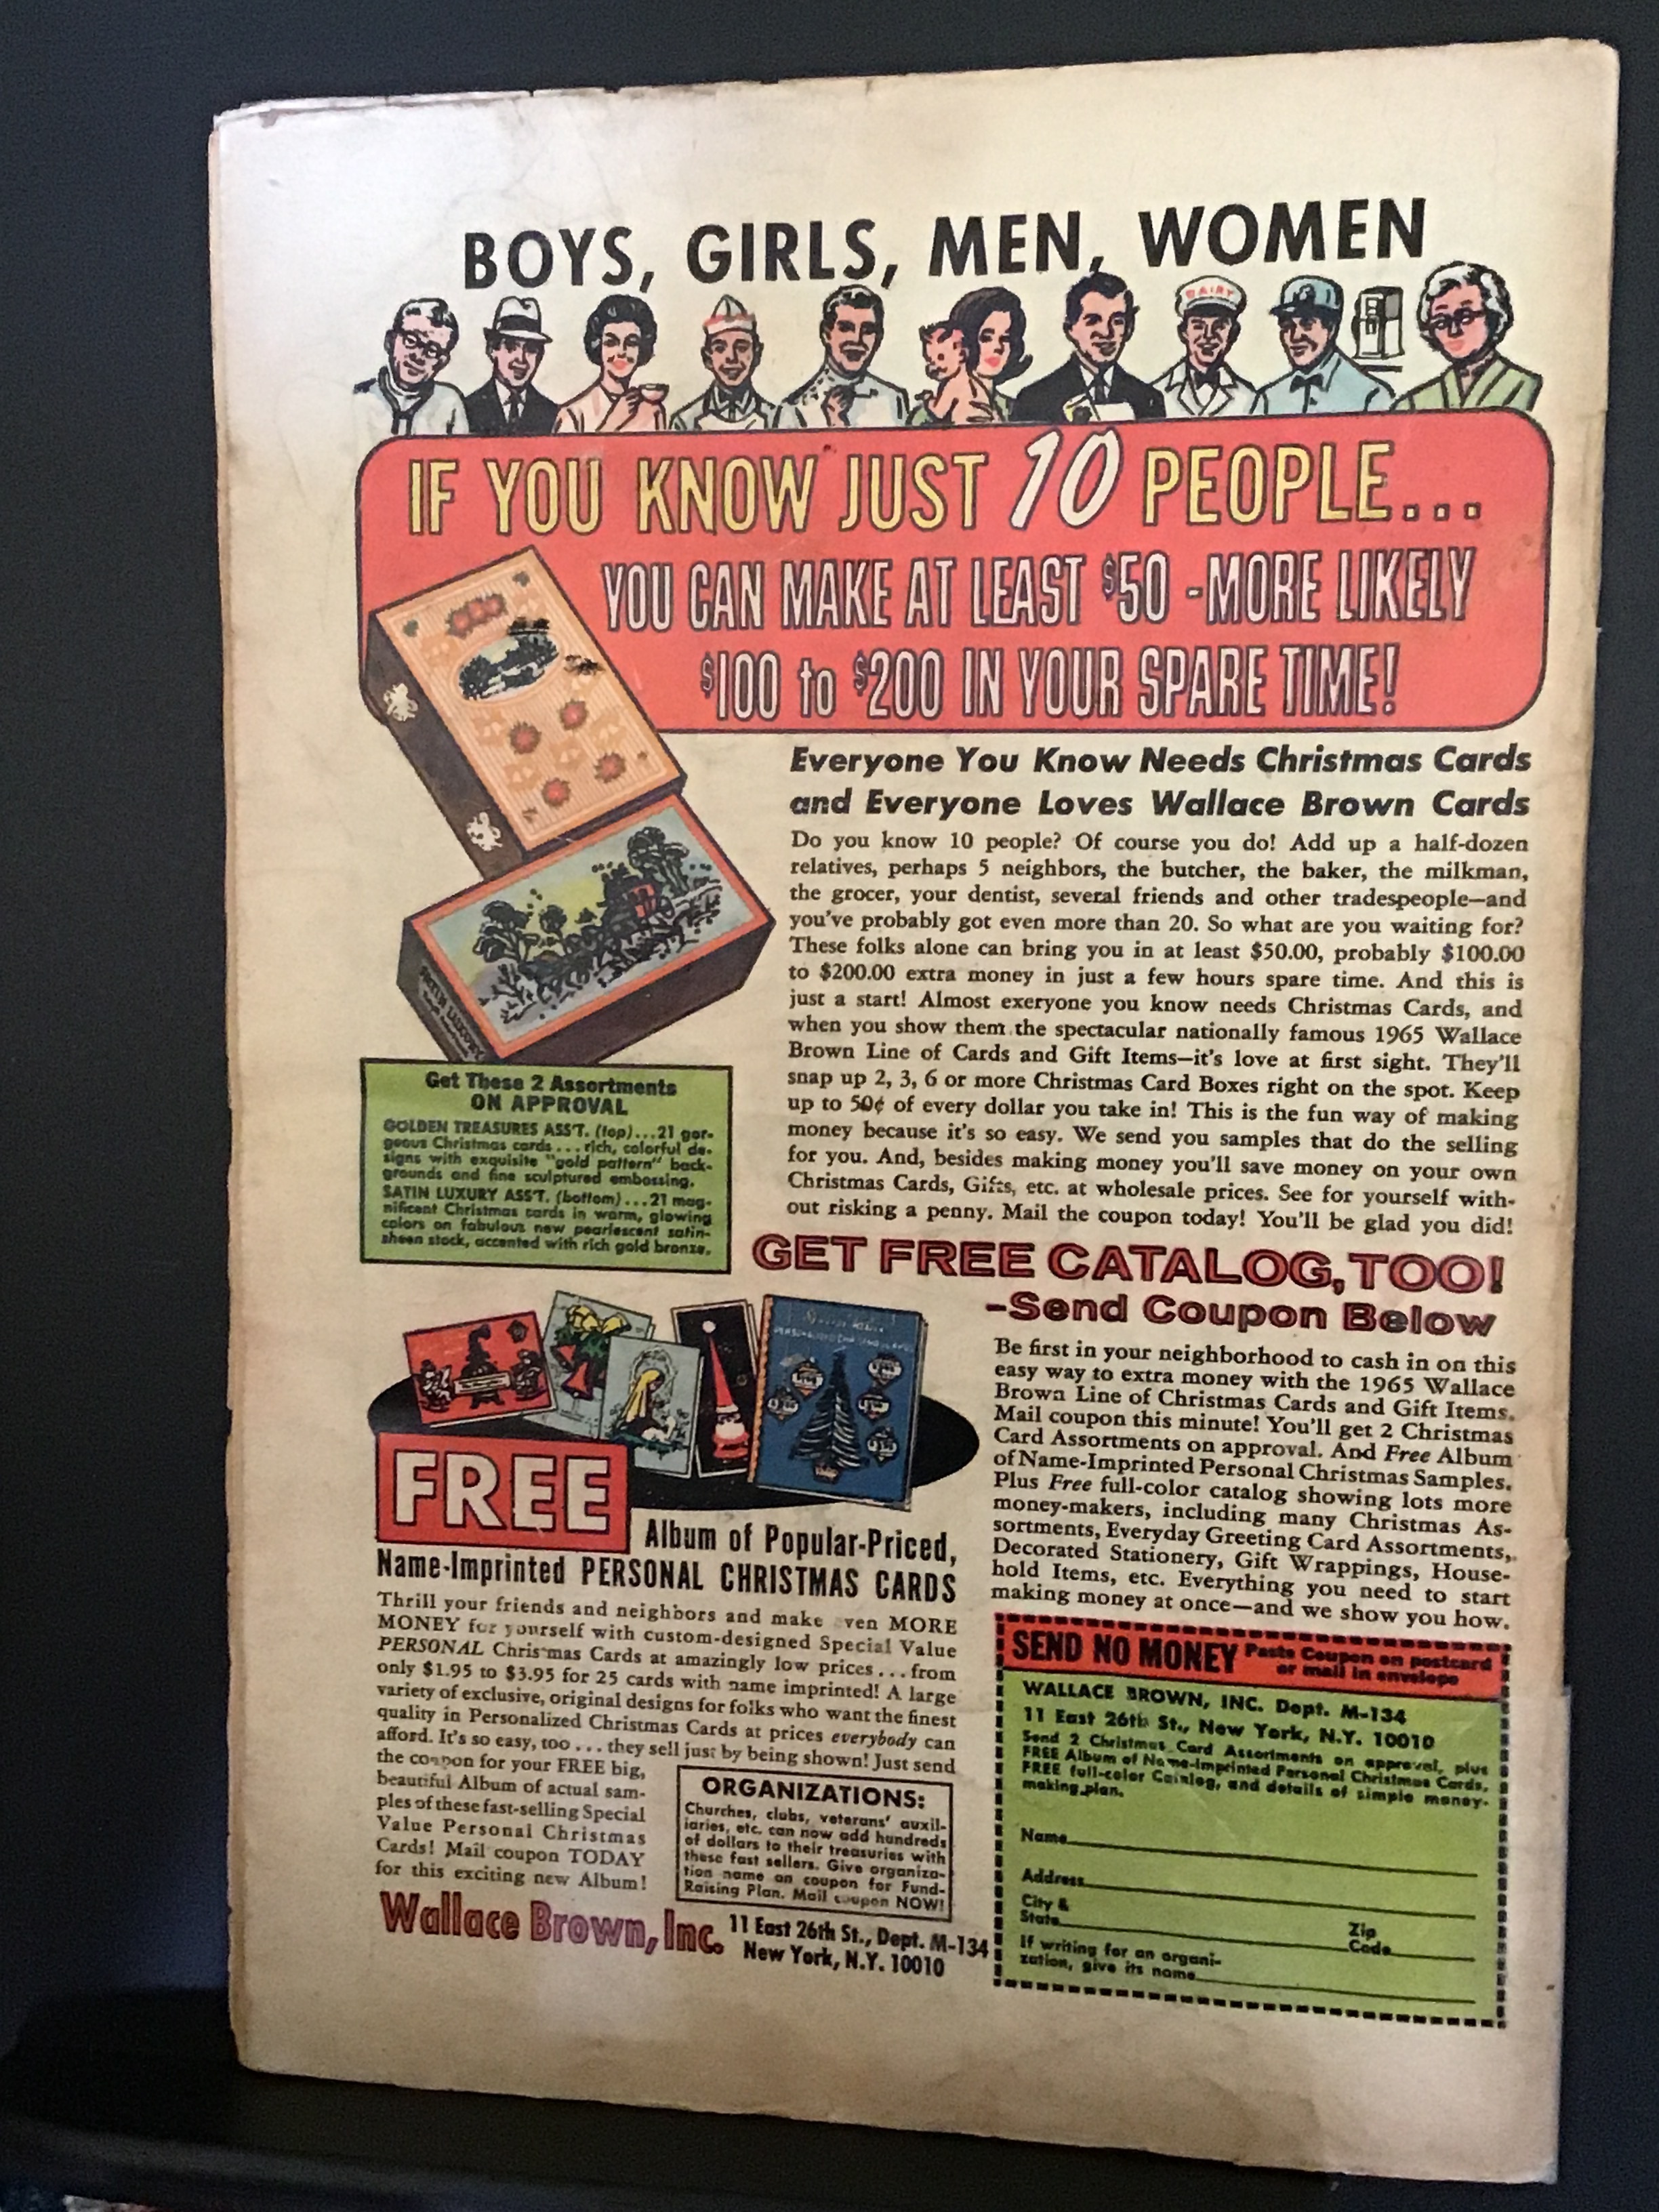 BOYS, GIRLS, MEN, WOMEN
DAIRY
IF YOU KNOW JUST 10 PEOPLE...
YOU CAN MAKE AT LEAST $50 -MORE LIKELY
$100 to $200 IN YOUR SPARE TIME!
Everyone You Know Needs Christmas Cards
and Everyone Loves Wallace Brown Cards
Do you know 10 people? Of course you do! Add up a half-dozen
relatives, perhaps 5 neighbors, the butcher, the baker, the milkman,
the grocer, your dentist, several friends and other tradespeople—and
you've probably got even more than 20. So what are you waiting for?
These folks alone can bring you in at least $50.00, probably $100.00
to $200.00 extra money in just a few hours spare time. And this is
just a start! Almost exeryone you know needs Christmas Cards, and
when you show them the spectacular nationally famous 1965 Wallace
Brown Line of Cards and Gift Items—it's love at first sight. They'll
snap up 2, 3, 6 or more Christmas Card Boxes right on the spot. Keep
up to 50¢ of every dollar you take in! This is the fun way of making
money because it's so easy. We send you samples that do the selling
for you. And, besides making money you'll save money on your own
Christmas Cards, Gifts, etc. at wholesale prices. See for yourself with-
out risking a penny. Mail the coupon today! You'll be glad you did!
SATIN LUXURY
Get These 2 Assortments
ON APPROVAL
GOLDEN TREASURES ASS'T. (top)...21 gor-
geous Christmas cards...rich, colorful de-
signs with exquisite "gold pattern" back-
grounds and fine sculptured embossing.
SATIN LUXURY ASS'T. (bottom)...21 mag-
nificent Christmas cards in warm, glowing
colors on fabulous new pearlescent satin-
sheen stock, accented with rich gold bronze.
GET FREE CATALOG, TOO!
–Send Coupon Below
Be first in your neighborhood to cash in on this
easy way to extra money with the 1965 Wallace
Brown Line of Christmas Cards and Gift Items.
Mail coupon this minute! You'll get 2 Christmas
Card Assortments on approval. And Free Album
of Name-Imprinted Personal Christmas Samples.
Plus Free full-color catalog showing lots more
money-makers, including many Christmas As-
sortments, Everyday Greeting Card Assortments,
Decorated Stationery, Gift Wrappings, House-
hold Items, etc. Everything you need to start
making money at once—and we show you how.
FREE
Album of Popular-Priced,
Name-Imprinted PERSONAL CHRISTMAS CARDS
Thrill your friends and neighbors and make ven MORE
MONEY for yourself with custom-designed Special Value
PERSONAL Christmas Cards at amazingly low prices...from
only $1.95 to $3.95 for 25 cards with name imprinted! A large
variety of exclusive, original designs for folks who want the finest
quality in Personalized Christmas Cards at prices everybody can
afford. It's so easy, too...they sell just by being shown! Just send
the coupon for your FREE big,
beautiful Album of actual sam-
ples of these fast-selling Special
Value Personal Christmas
Cards! Mail coupon TODAY
for this exciting new Album!
ORGANIZATIONS:
Churches, clubs, veterans' auxil-
iaries, etc. can now add hundreds
of dollars to their treasuries with
these fast sellers. Give organiza-
tion name on coupon for Fund-
Raising Plan. Mail coupon NOW!
Wallace Brown, Inc. 11 East 26th St., Dept. M-134
New York, N.Y. 10010
SEND NO MONEY Paste Coupon on postcard
or mail in envelope
WALLACE BROWN, INC. Dept. M-134
11 East 26th St., New York, N.Y. 10010
Send 2 Christmas Card Assortments on approval, plus
FREE Album of Name-Imprinted Personal Christmas Cards,
FREE full-color Catalog, and details of simple money-
making plan.
Name
Address
City &
State
Zip
Code
If writing for an organi-
zation, give its name